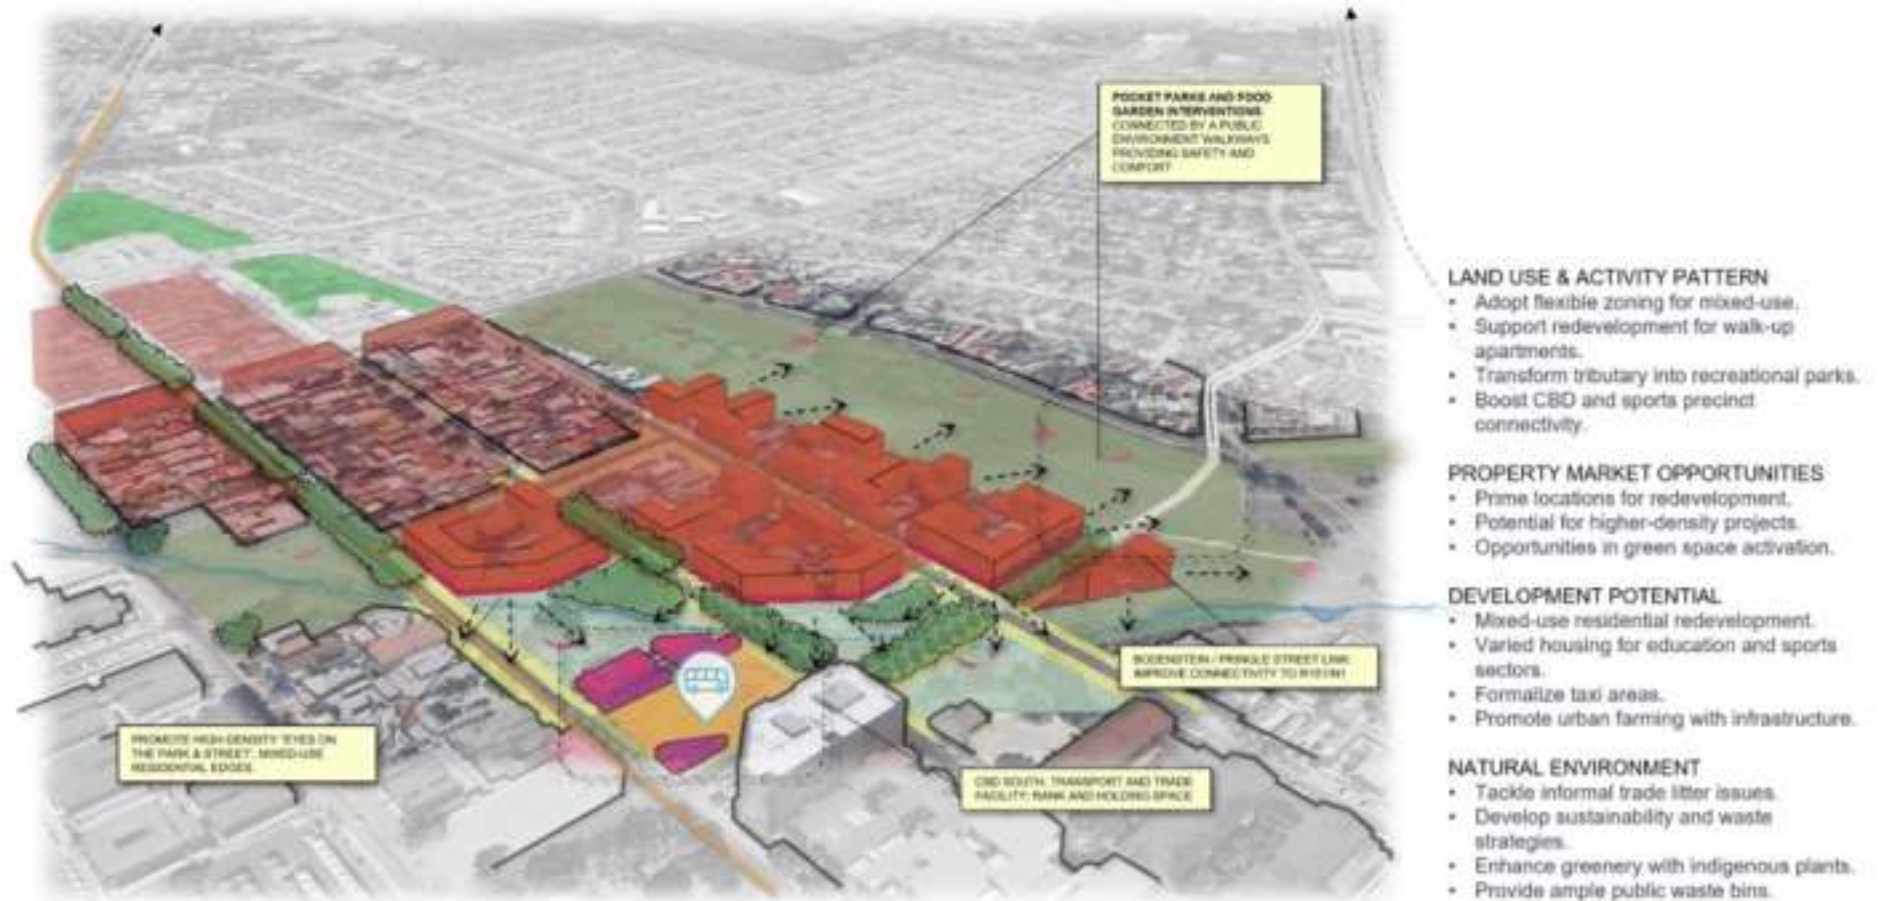 POCKET PARKS AND FOOD
GARDEN INTERVENTIONS
CONNECTED BY A PUBLIC
ENVIRONMENT WALKWAYS
PROVIDING SAFETY AND
COMFORT
LAND USE & ACTIVITY PATTERN
• Adopt flexible zoning for mixed-use.
• Support redevelopment for walk-up
apartments.
• Transform tributary into recreational parks.
• Boost CBD and sports precinct
connectivity.
PROPERTY MARKET OPPORTUNITIES
• Prime locations for redevelopment.
• Potential for higher-density projects.
• Opportunities in green space activation.
DEVELOPMENT POTENTIAL
• Mixed-use residential redevelopment.
• Varied housing for education and sports
sectors.
• Formalize taxi areas.
• Promote urban farming with infrastructure.
NATURAL ENVIRONMENT
• Tackle informal trade litter issues.
• Develop sustainability and waste
strategies.
• Enhance greenery with indigenous plants.
• Provide ample public waste bins.
BODENSTEIN / PRINGLE STREET LINK:
IMPROVE CONNECTIVITY TO
PROMOTE HIGH-DENSITY 'EYES ON
THE PARK & STREET', MIXED-USE
RESIDENTIAL EDGES.
CBD SOUTH: TRANSPORT AND TRADE
FACILITY: RANK AND HOLDING SPACE